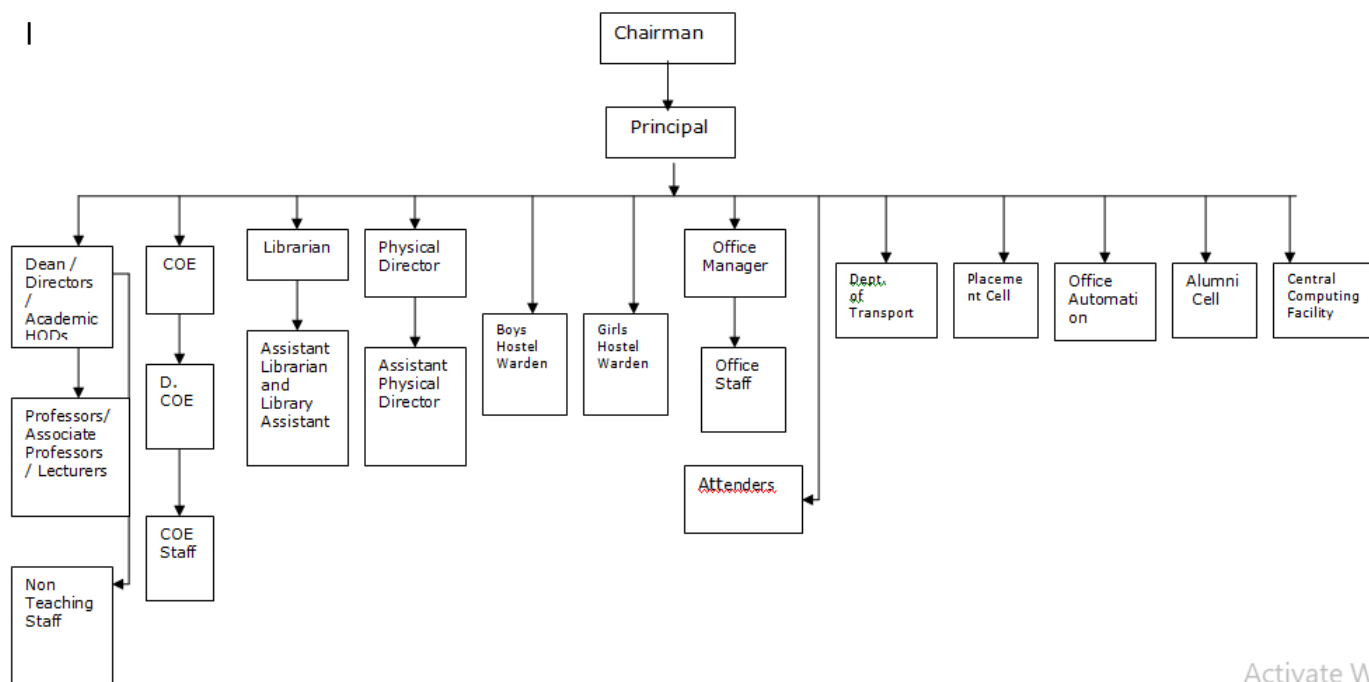 Chairman
Principal
Dean /
Directors
/
Academic
HODs
COE
Librarian
Physical
Director
Office
Manager
Dept.
of
Transport
Placeme
nt Cell
Office
Automati
on
Alumni
Cell
Central
Computing
Facility
Boys
Hostel
Warden
Girls
Hostel
Warden
Assistant
Librarian
and
Library
Assistant
Assistant
Physical
Director
Office
Staff
D.
COE
Professors/
Associate
Professors
/ Lecturers
Attenders
COE
Staff
Non
Teaching
Staff
Activate W